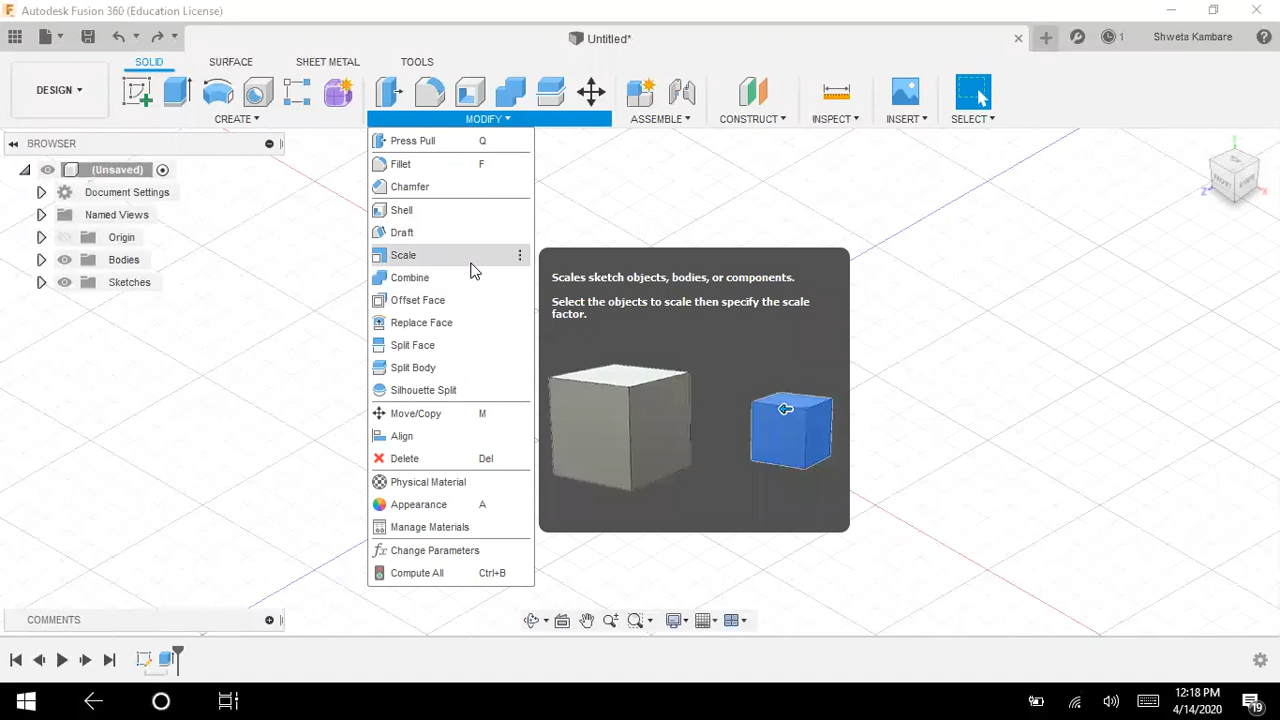 Autodesk Fusion 360 (Education License)
Untitled*
1
Shweta Kambare
SOLID
SURFACE
SHEET METAL
TOOLS
DESIGN
CREATE
MODIFY
ASSEMBLE
CONSTRUCT
INSPECT
INSERT
SELECT
BROWSER
(Unsaved)
Document Settings
Named Views
Origin
Bodies
Sketches
Press Pull Q
Fillet F
Chamfer
Shell
Draft
Scale
Combine
Offset Face
Replace Face
Split Face
Split Body
Silhouette Split
Move/Copy M
Align
Delete Del
Physical Material
Appearance A
Manage Materials
Change Parameters
Compute All Ctrl+B
Scales sketch objects, bodies, or components.
Select the objects to scale then specify the scale
factor.
Z
X
COMMENTS
12:18 PM
4/14/2020
19